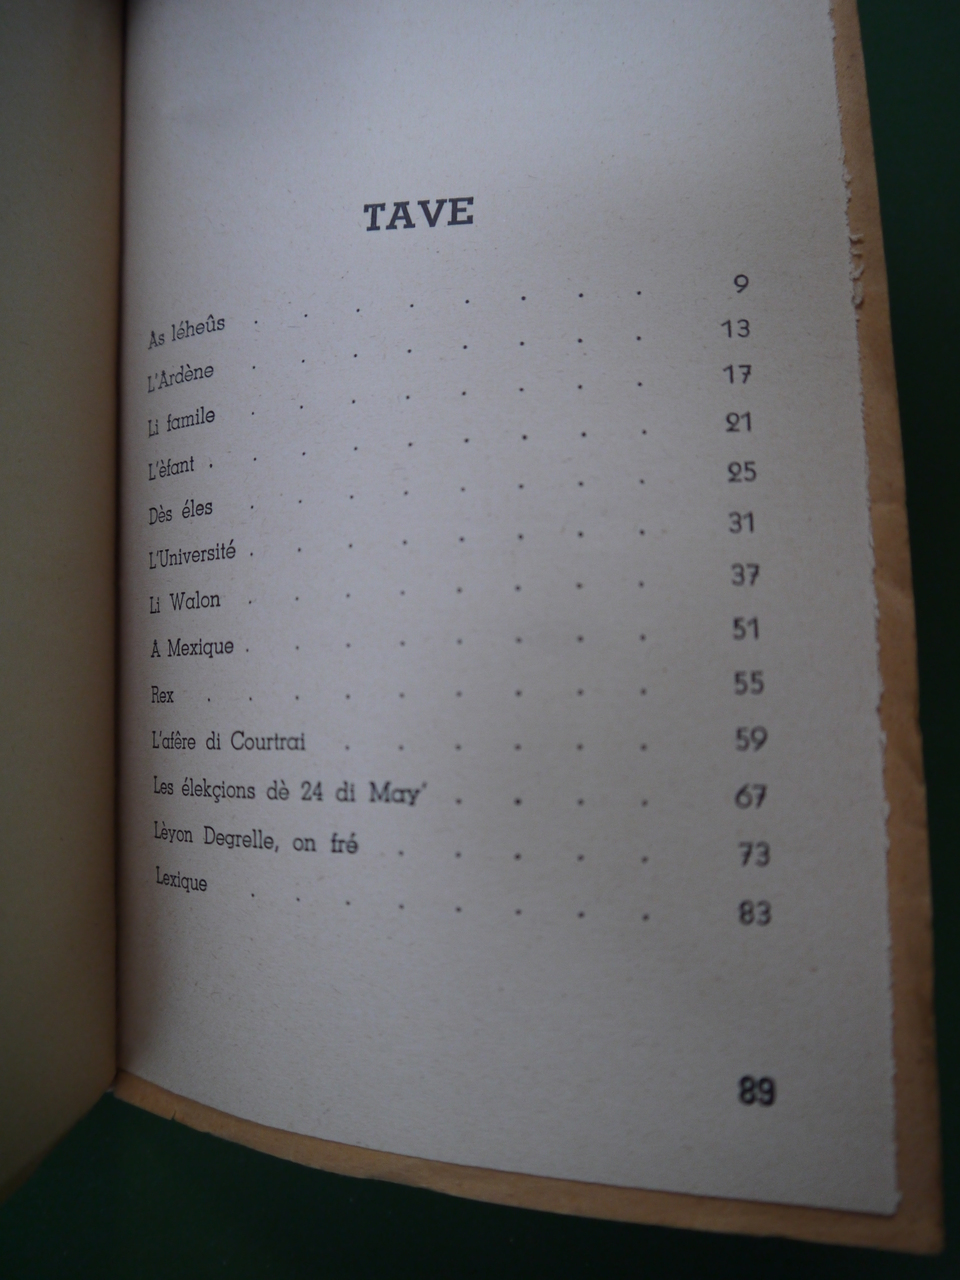 TAVE
As léheûs . . . . . . . . 9
L'Ardène . . . . . . . . 13
Li famile . . . . . . . . 17
L'èfant . . . . . . . . . 21
Dès éles . . . . . . . . 25
L'Université . . . . . . . . 31
Li Walon . . . . . . . . 37
A Mexique . . . . . . . . 51
Rex . . . . . . . . . 55
L'afêre di Courtrai . . . . . . 59
Les élekçions dè 24 di May' . . . . 67
Lèyon Degrelle, on fré . . . . . 73
Lexique . . . . . . . . 83
89